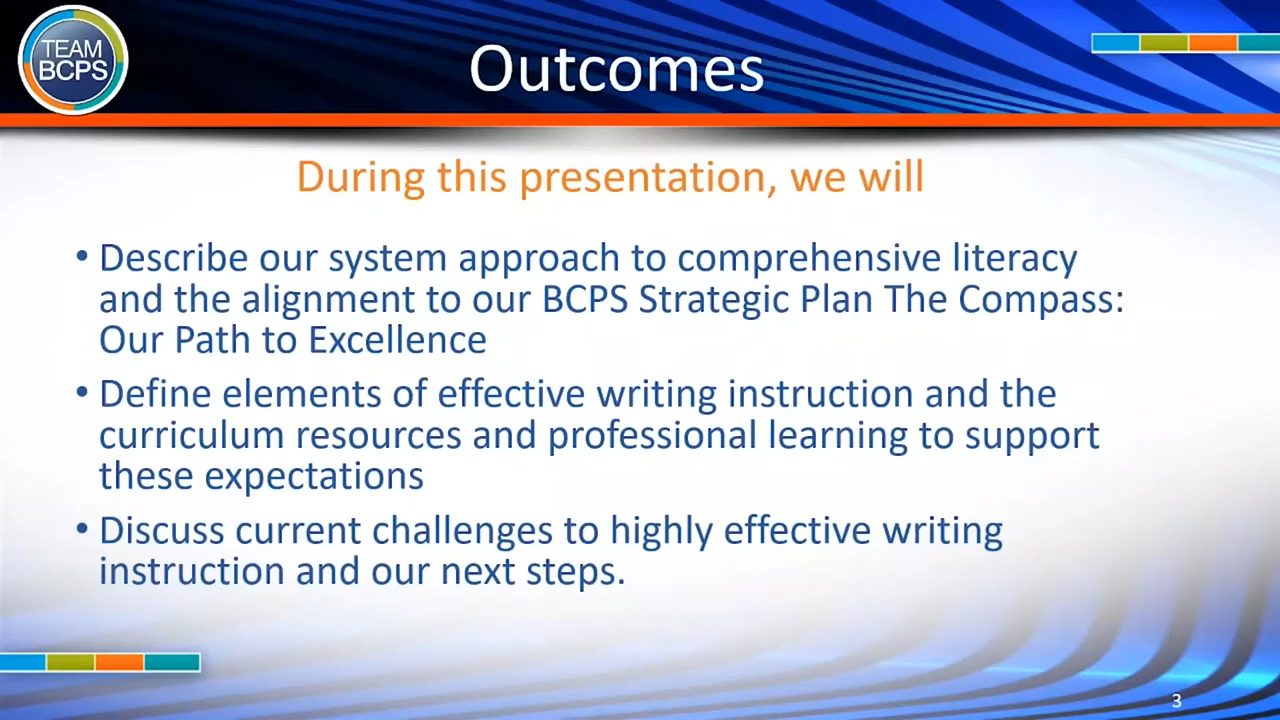 TEAM
BCPS
Outcomes
During this presentation, we will
• Describe our system approach to comprehensive literacy
and the alignment to our BCPS Strategic Plan The Compass:
Our Path to Excellence
• Define elements of effective writing instruction and the
curriculum resources and professional learning to support
these expectations
• Discuss current challenges to highly effective writing
instruction and our next steps.
3